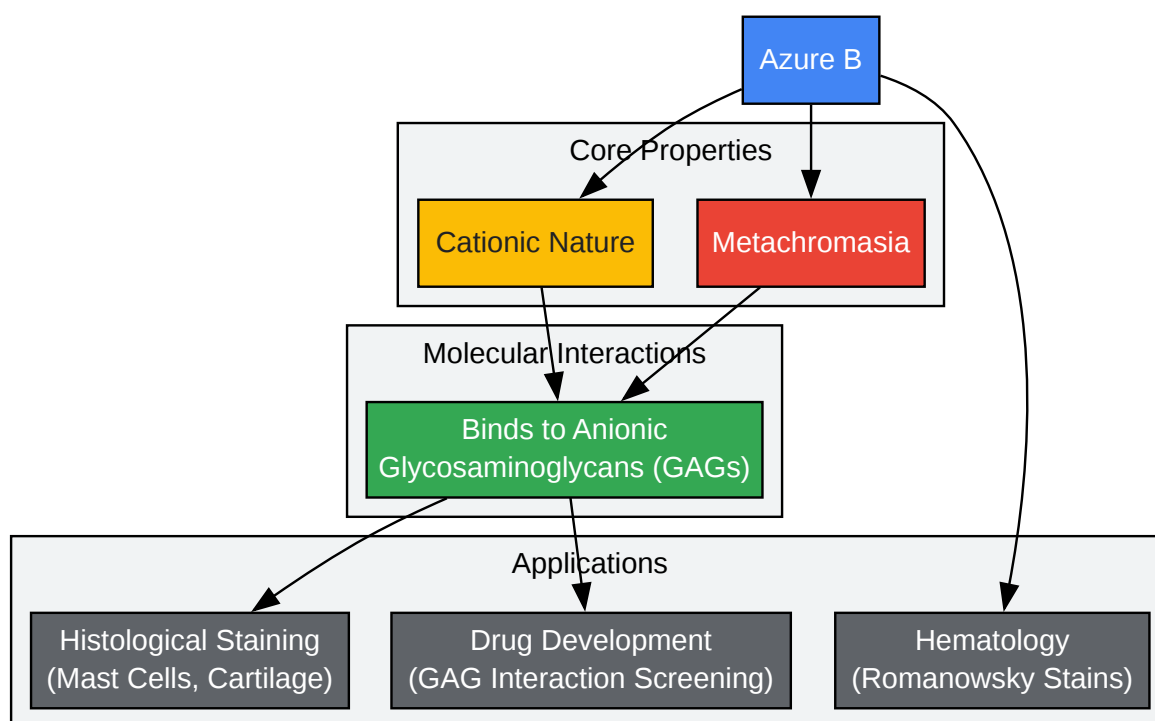 Azure B
Core Properties
Cationic Nature
Metachromasia
Molecular Interactions
Binds to Anionic
Glycosaminoglycans (GAGs)
Applications
Histological Staining
(Mast Cells, Cartilage)
Drug Development
(GAG Interaction Screening)
Hematology
(Romanowsky Stains)